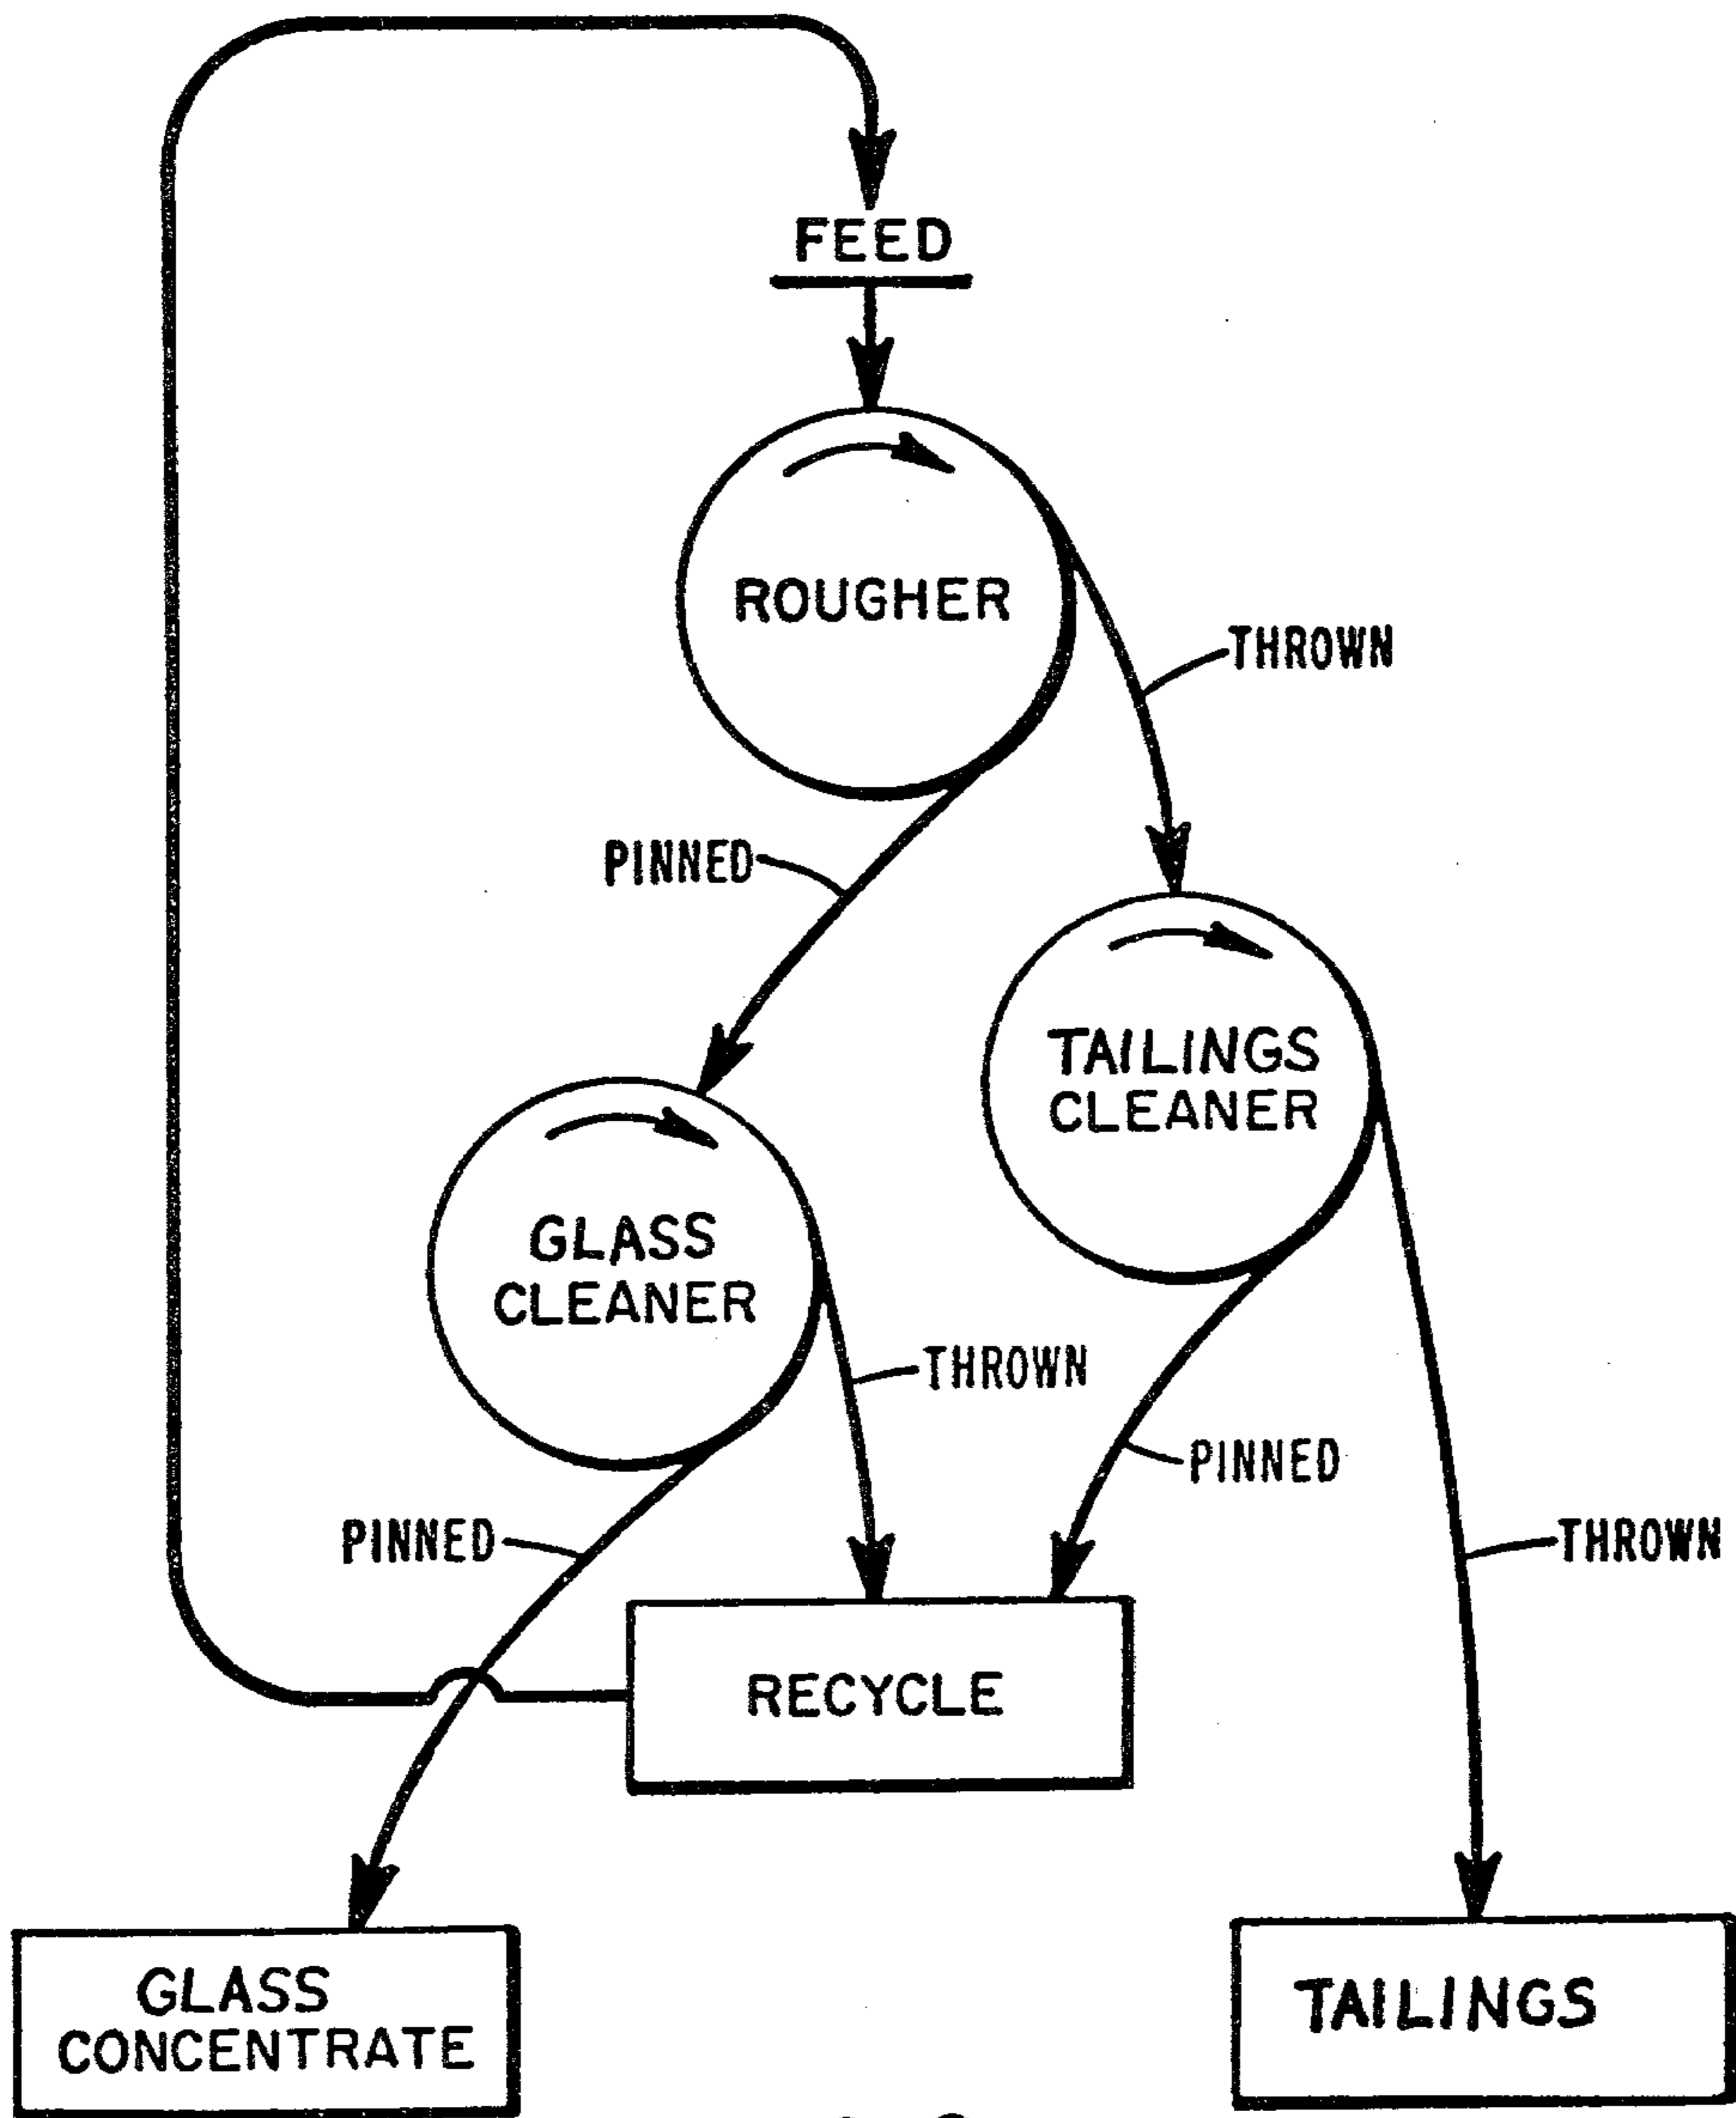 FEED
ROUGHER
THROWN
PINNED
TAILINGS
CLEANER
GLASS
CLEANER
THROWN
PINNED
PINNED
THROWN
RECYCLE
GLASS
CONCENTRATE
TAILINGS